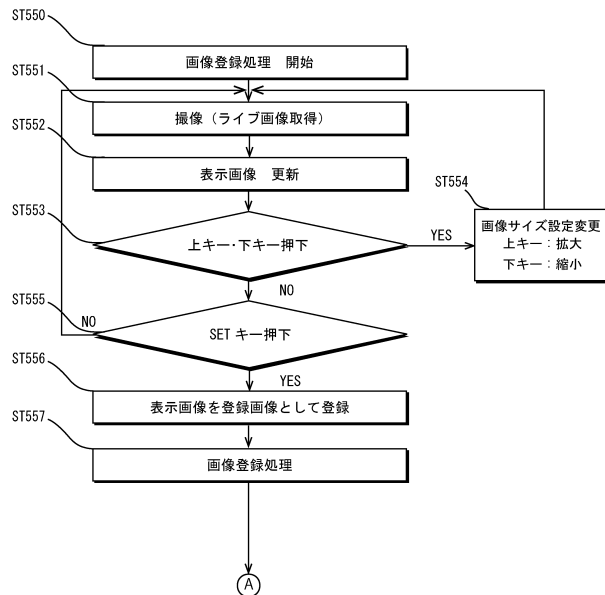 ST550
画像登録処理 開始
ST551
撮像（ライブ画像取得）
ST552
表示画像 更新
ST553
上キー・下キー押下
YES
ST554
画像サイズ設定変更
上キー：拡大
下キー：縮小
NO
ST555
NO
SET キー押下
YES
ST556
表示画像を登録画像として登録
ST557
画像登録処理
A